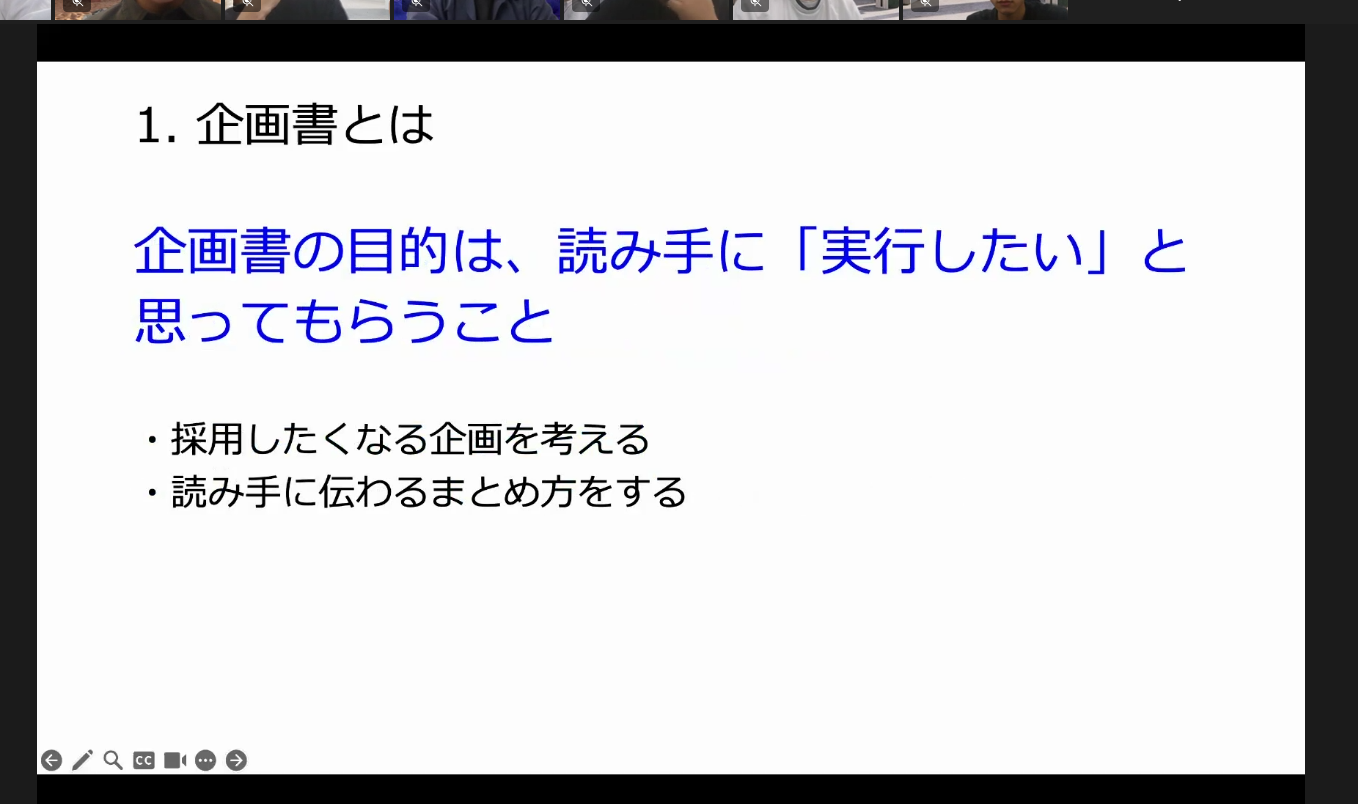 1. 企画書とは
企画書の目的は、読み手に「実行したい」と
思ってもらうこと
・採用したくなる企画を考える
・読み手に伝わるまとめ方をする
CC